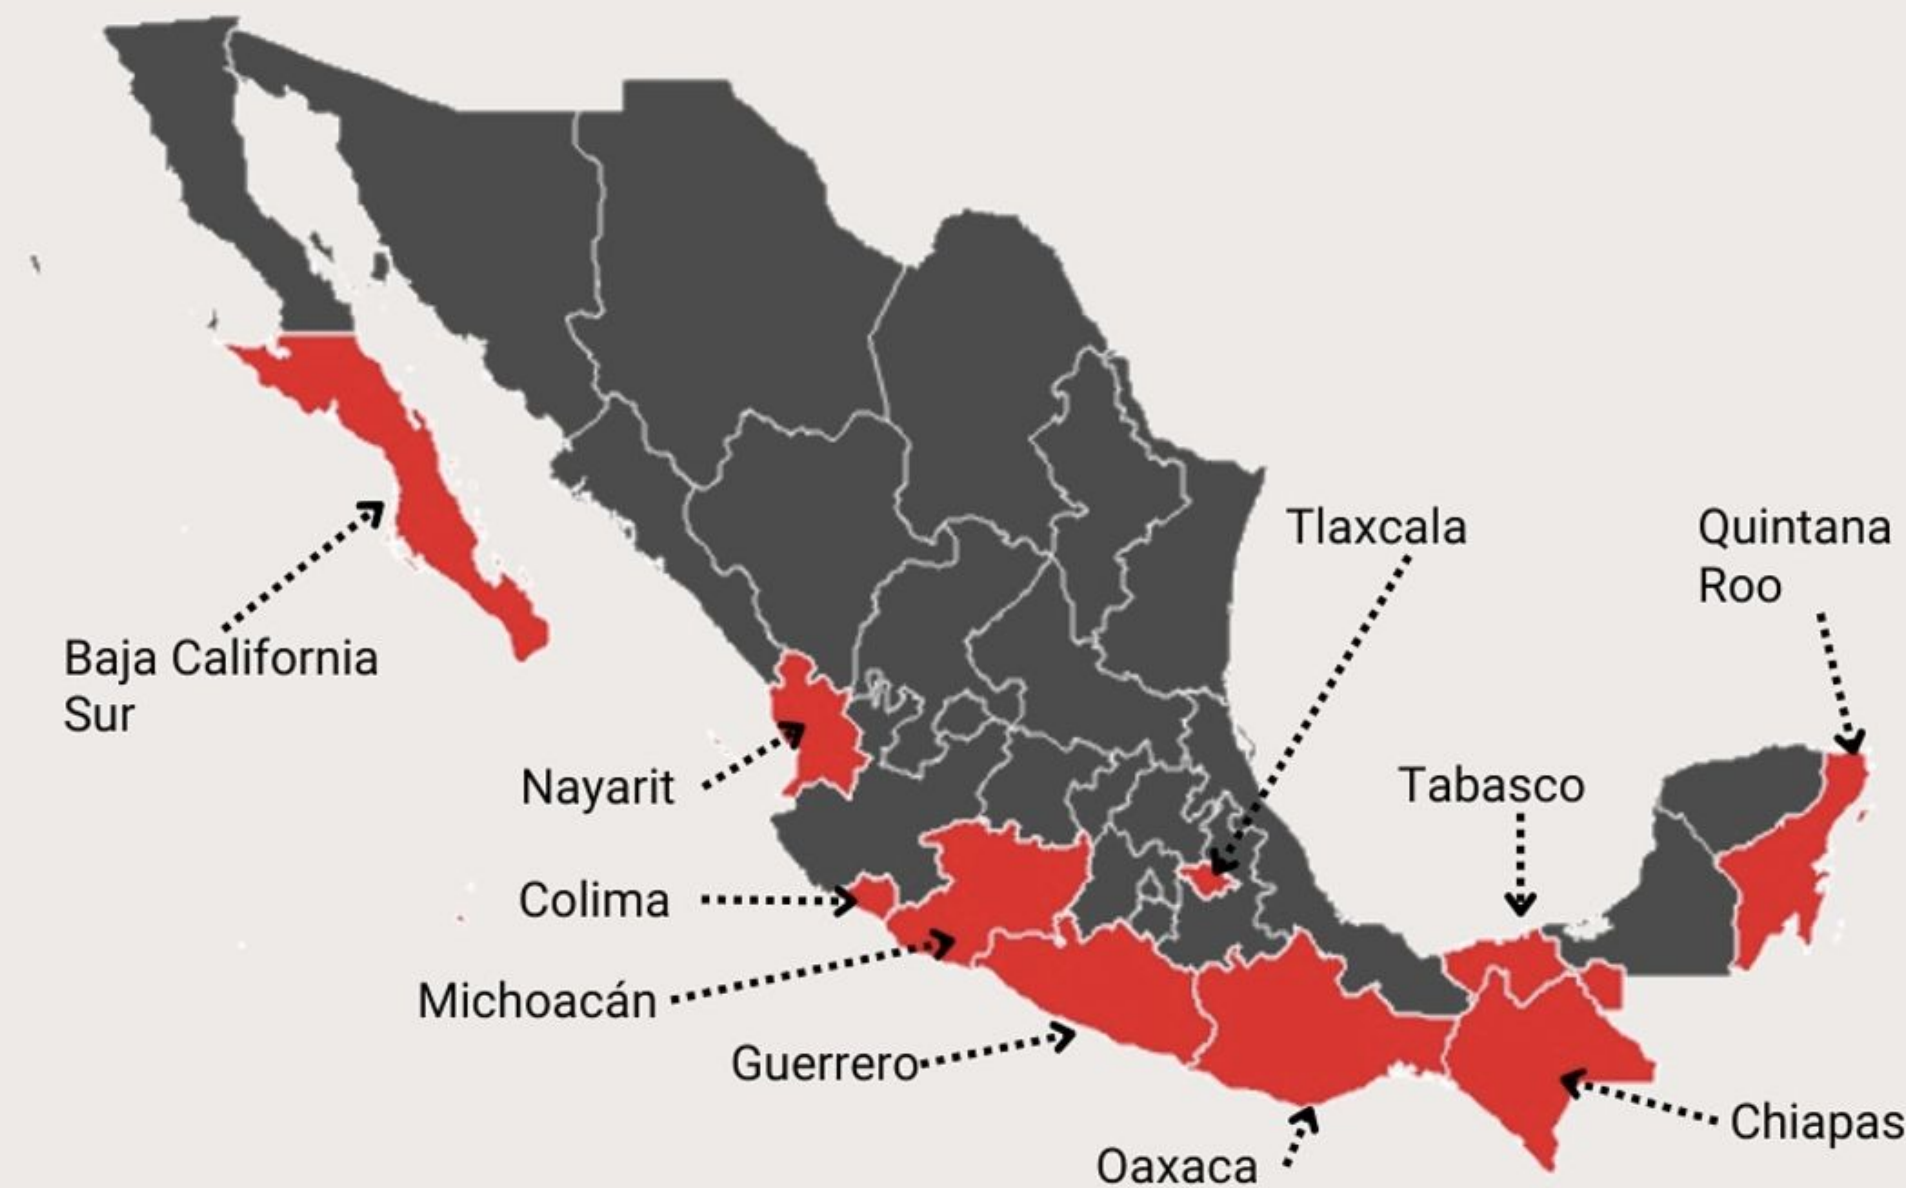 Tlaxcala
Quintana
Roo
Baja California
Sur
Nayarit
Tabasco
Colima
Michoacán
Guerrero
Chiapas
Oaxaca